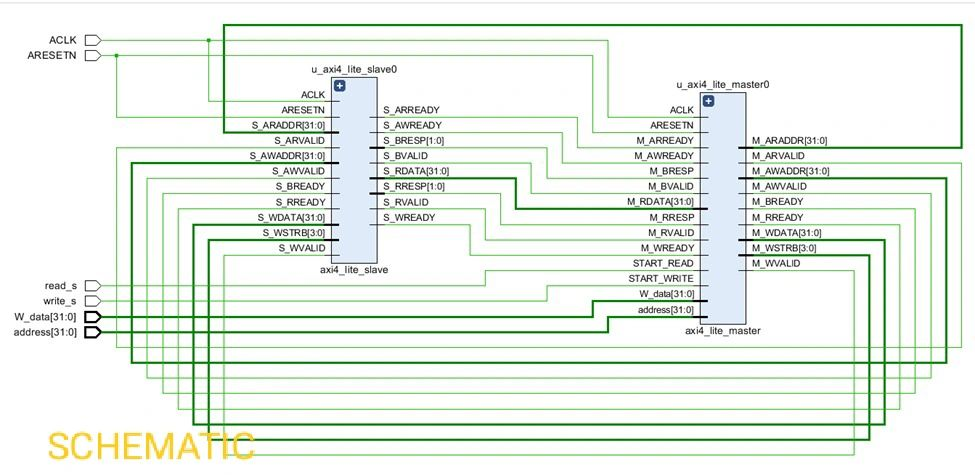 ACLK
ARESETN
u_axi4_lite_slave0
ACLK
ARESETN
S_ARADDR[31:0]
S_ARVALID
S_AWADDR[31:0]
S_AWVALID
S_BREADY
S_RREADY
S_WDATA[31:0]
S_WSTRB[3:0]
S_WVALID
S_ARREADY
S_AWREADY
S_BRESP[1:0]
S_BVALID
S_RDATA[31:0]
S_RRESP[1:0]
S_RVALID
S_WREADY
axi4_lite_slave
u_axi4_lite_master0
ACLK
ARESETN
M_ARREADY
M_AWREADY
M_BRESP
M_BVALID
M_RDATA[31:0]
M_RRESP
M_RVALID
M_WREADY
START_READ
START_WRITE
W_data[31:0]
address[31:0]
M_ARADDR[31:0]
M_ARVALID
M_AWADDR[31:0]
M_AWVALID
M_BREADY
M_RREADY
M_WDATA[31:0]
M_WSTRB[3:0]
M_WVALID
axi4_lite_master
read_s
write_s
W_data[31:0]
address[31:0]
SCHEMATIC